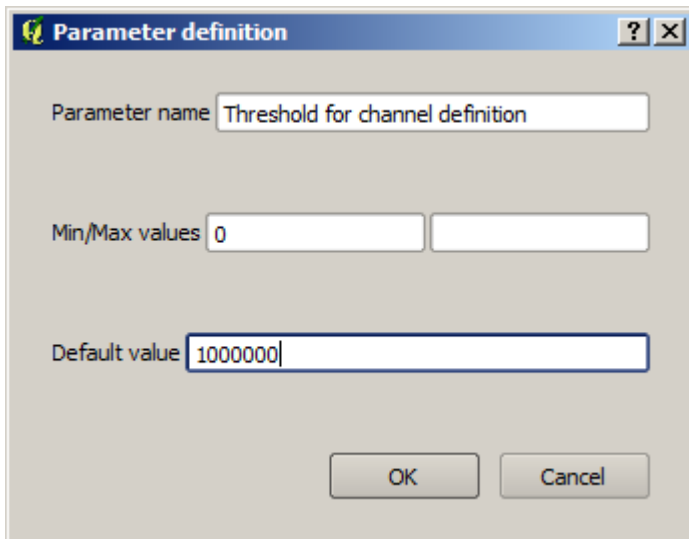 Parameter definition
Parameter name Threshold for channel definition
Min/Max values 0
Default value 1000000
OK Cancel